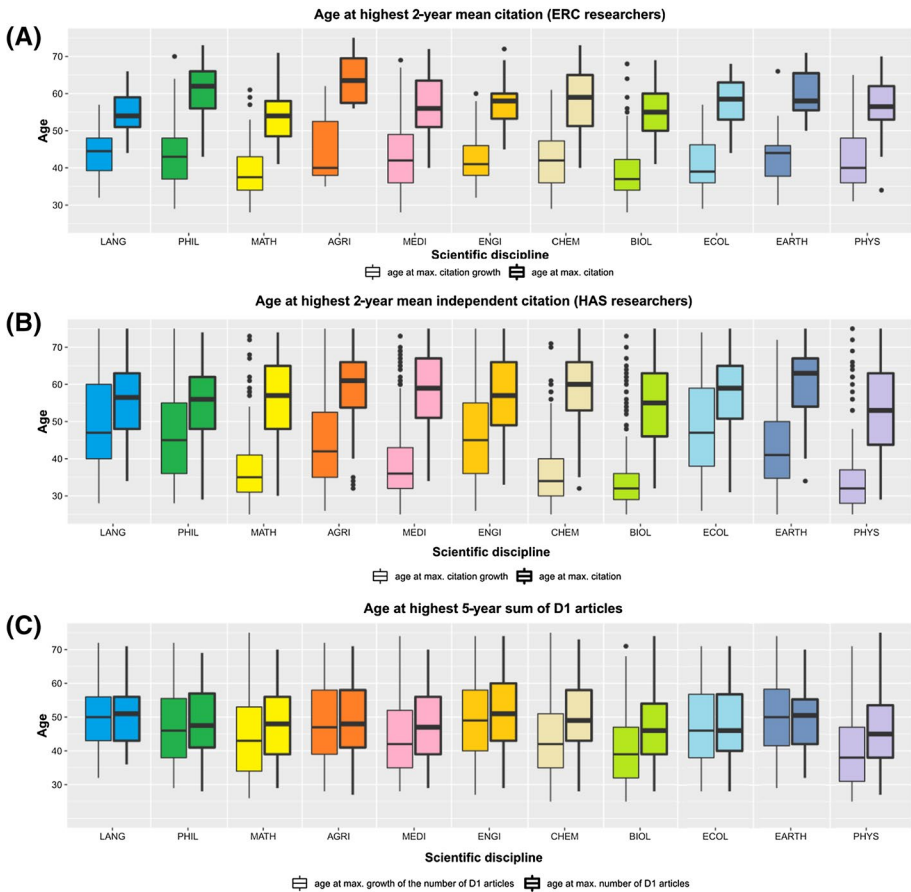 (A)
Age at highest 2-year mean citation (ERC researchers)
Age
70
60
50
40
30
LANG PHIL MATH AGRI MEDI ENGI CHEM BIOL ECOL EARTH PHYS
Scientific discipline
age at max. citation growth age at max. citation
(B)
Age at highest 2-year mean independent citation (HAS researchers)
Age
70
60
50
40
30
LANG PHIL MATH AGRI MEDI ENGI CHEM BIOL ECOL EARTH PHYS
Scientific discipline
age at max. citation growth age at max. citation
(C)
Age at highest 5-year sum of D1 articles
Age
70
60
50
40
30
LANG PHIL MATH AGRI MEDI ENGI CHEM BIOL ECOL EARTH PHYS
Scientific discipline
age at max. growth of the number of D1 articles age at max. number of D1 articles